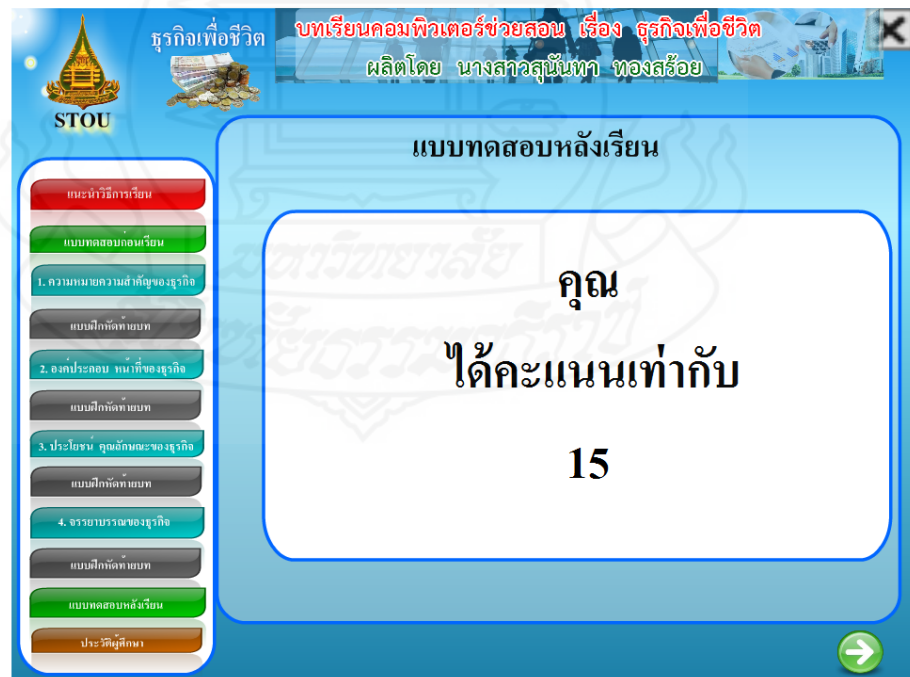 ธุรกิจเพื่อชีวิต
บทเรียนคอมพิวเตอร์ช่วยสอน เรื่อง ธุรกิจเพื่อชีวิต
ผลิตโดย นางสาวสุนันทา ทองสร้อย
STOU
แบบทดสอบหลังเรียน
แนะนำวิธีการเรียน
แบบทดสอบก่อนเรียน
1. ความหมายความสำคัญของธุรกิจ
แบบฝึกหัดท้ายบท
2. องค์ประกอบ หน้าที่ของธุรกิจ
แบบฝึกหัดท้ายบท
3. ประโยชน์ คุณลักษณะของธุรกิจ
แบบฝึกหัดท้ายบท
4. จรรยาบรรณของธุรกิจ
แบบฝึกหัดท้ายบท
แบบทดสอบหลังเรียน
ประวัติผู้ศึกษา
คุณ
ได้คะแนนเท่ากับ
15